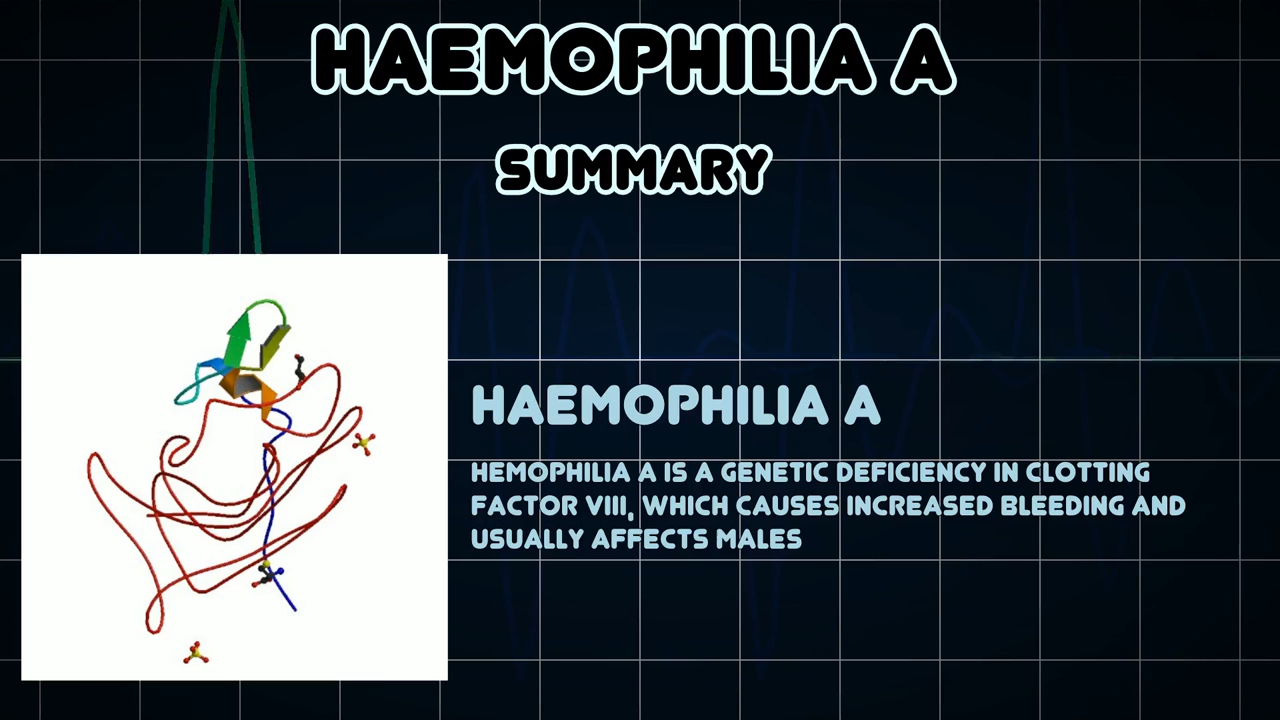 HAEMOPHILIA A
SUMMARY
HAEMOPHILIA A
HEMOPHILIA A IS A GENETIC DEFICIENCY IN CLOTTING
FACTOR VIII, WHICH CAUSES INCREASED BLEEDING AND
USUALLY AFFECTS MALES